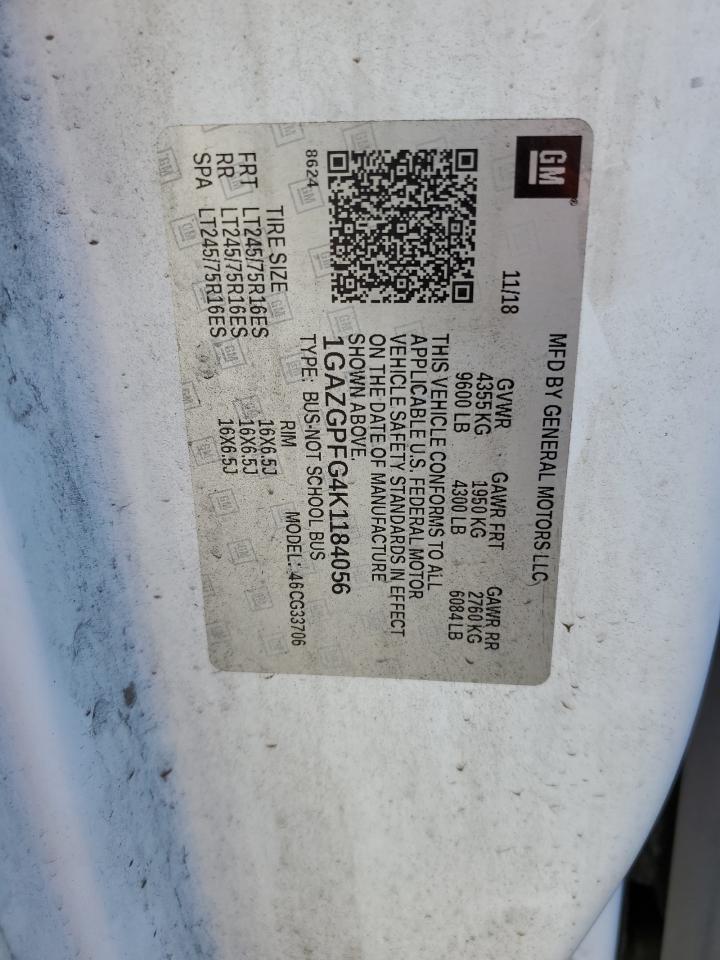 GM
MFD BY GENERAL MOTORS LLC
11/18
GVWR GAWR FRT GAWR RR
4355 KG 1950 KG 2760 KG
9600 LB 4300 LB 6084 LB
THIS VEHICLE CONFORMS TO ALL
APPLICABLE U.S. FEDERAL MOTOR
VEHICLE SAFETY STANDARDS IN EFFECT
ON THE DATE OF MANUFACTURE
SHOWN ABOVE.
1GAZGPFG4K1184056
8624
TYPE: BUS-NOT SCHOOL BUS
MODEL: 46CG33706
TIRE SIZE RIM
FRT LT245/75R16ES 16X6.5J
RR LT245/75R16ES 16X6.5J
SPA LT245/75R16ES 16X6.5J